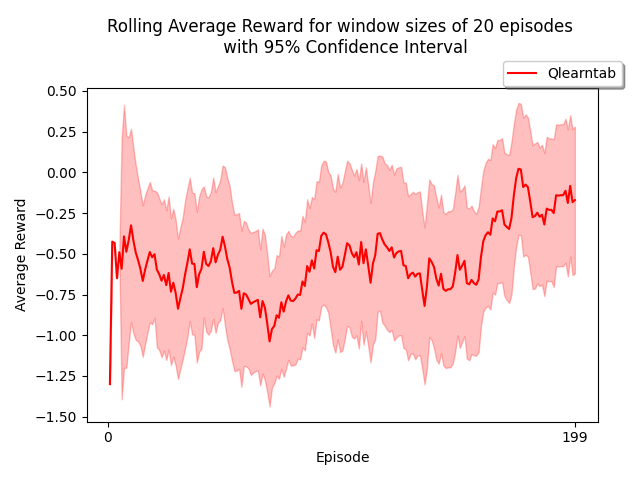 Rolling Average Reward for window sizes of 20 episodes
with 95% Confidence Interval
Qlearntab
0.50
0.25
0.00
−0.25
−0.50
−0.75
−1.00
−1.25
−1.50
Average Reward
0
199
Episode